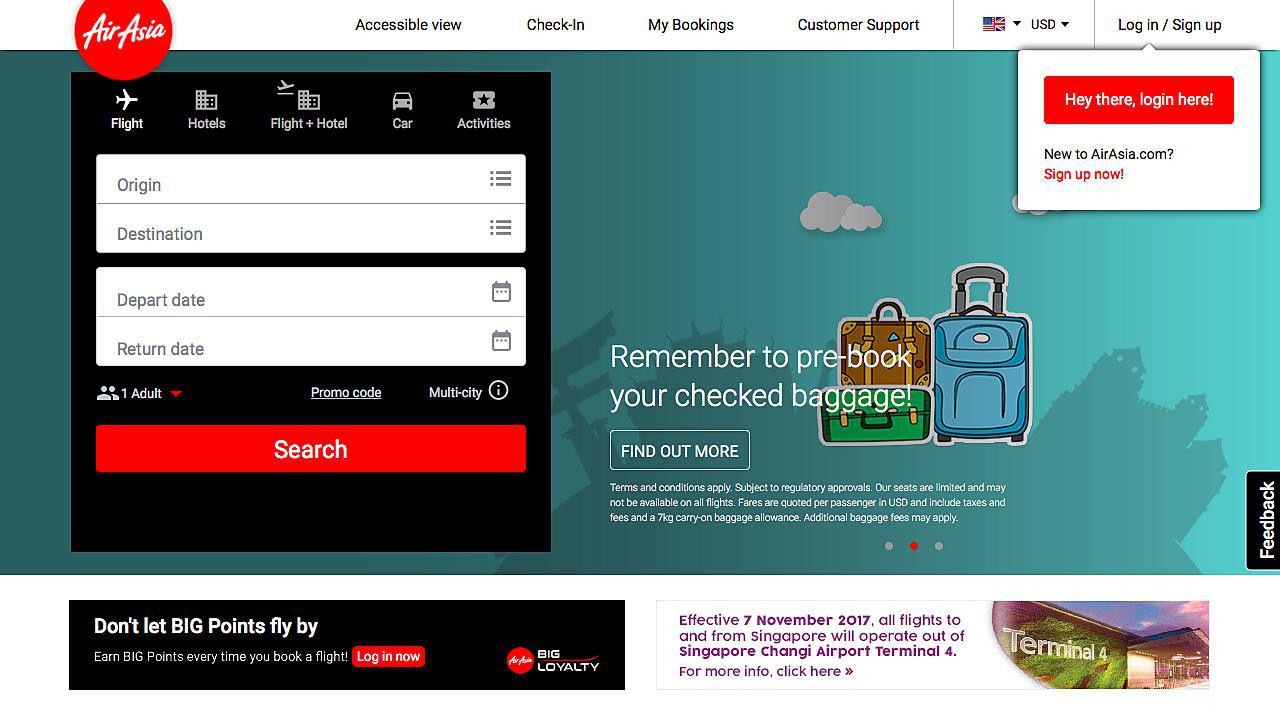 AirAsia
Accessible view
Check-In
My Bookings
Customer Support
USD
Log in / Sign up
Hey there, login here!
New to AirAsia.com?
Sign up now!
Flight
Hotels
Flight + Hotel
Car
Activities
Origin
Destination
Depart date
Return date
1 Adult
Promo code
Multi-city
Search
Remember to pre-book
your checked baggage!
FIND OUT MORE
Terms and conditions apply. Subject to regulatory approvals. Our seats are limited and may
not be available on all flights. Fares are quoted per passenger in USD and include taxes and
fees and a 7kg carry-on baggage allowance. Additional baggage fees may apply.
Feedback
Don't let BIG Points fly by
Earn BIG Points every time you book a flight! Log in now
AirAsia
BIG
LOYALTY
Effective 7 November 2017, all flights to
and from Singapore will operate out of
Singapore Changi Airport Terminal 4.
For more info, click here »
Terminal 4